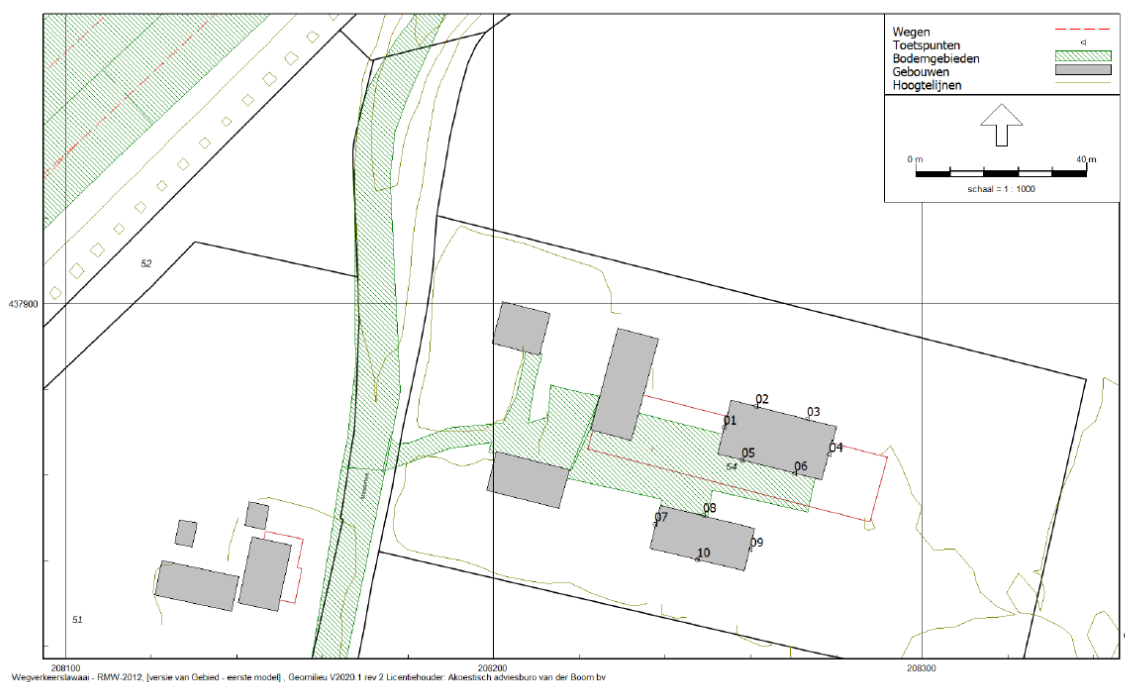 Wegen
Toetspunten
Bodemgebieden
Gebouwen
Hoogtelijnen
0 m 40 m
schaal = 1 : 1000
52
437900
02
03
01
04
05
54
06
08
07
09
10
51
208100 208200 208300
Wegverkeerslawaai - RMW-2012, [versie van Gebied - eerste model] , Geomilieu V2020.1 rev 2 Licentiehouder: Akoestisch adviesburo van der Boom bv